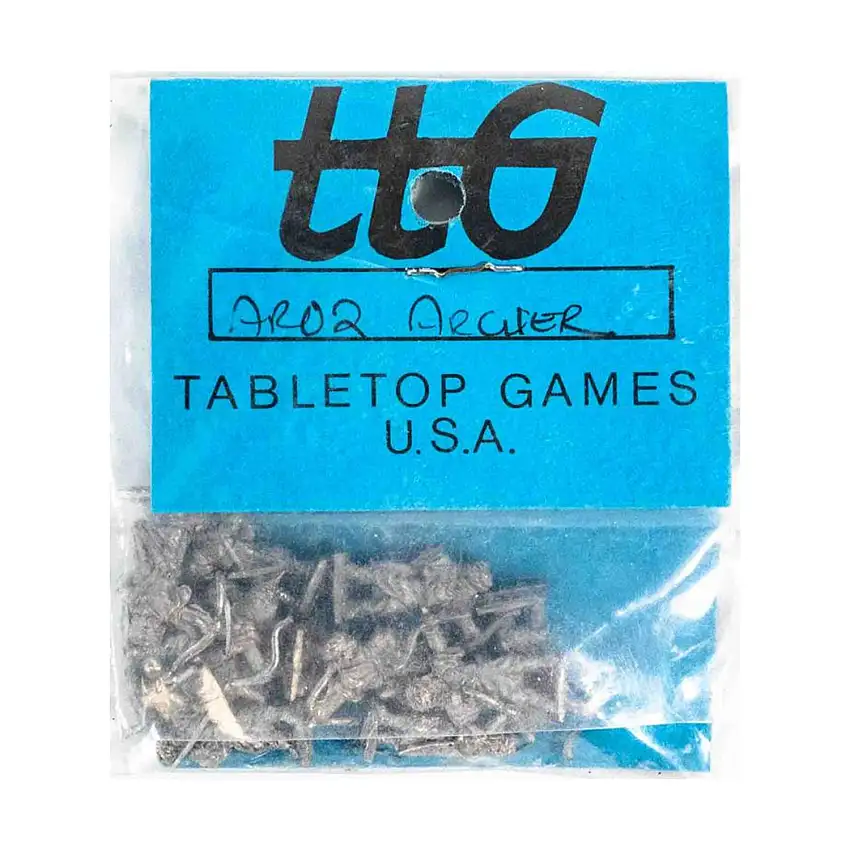 ttG
AR02 ARCHER
TABLETOP GAMES
U.S.A.